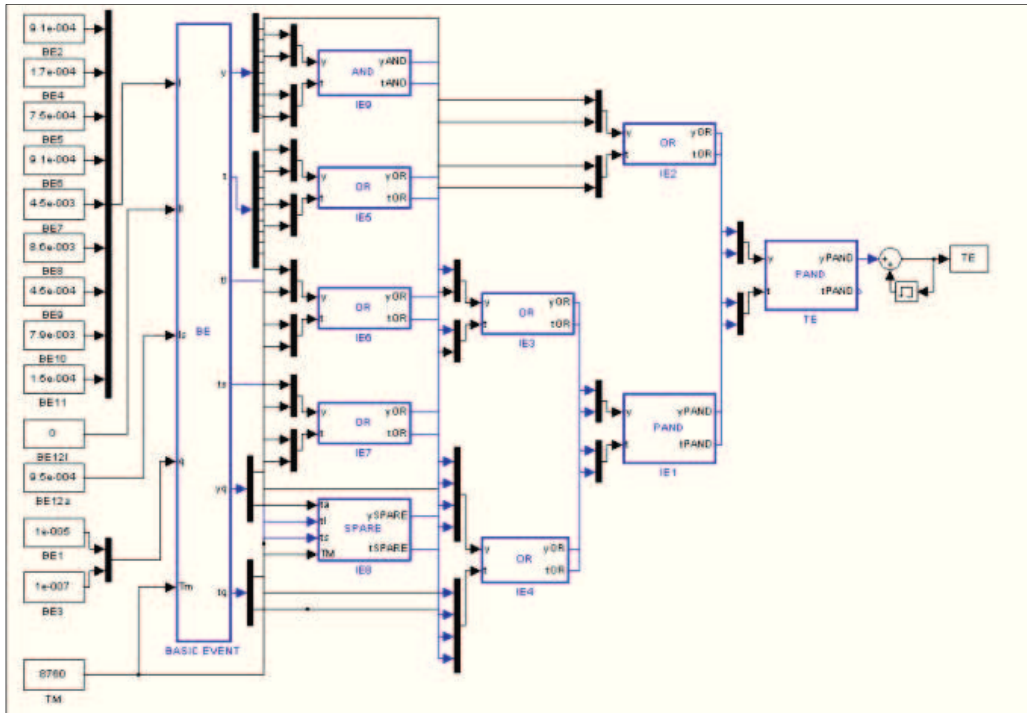 9.1e-004
BE2
1.7e-004
BE4
7.5e-004
BE5
9.1e-004
BE6
4.5e-003
BE7
8.6e-003
BE8
4.5e-004
BE9
7.9e-003
BE10
1.5e-004
BE11
0
BE12l
9.5e-004
BE12a
1e-005
BE1
1e-007
BE3
8760
TM
l
ll
la
q
Tm
BE
y
t
tl
ts
yq
tq
BASIC EVENT
y
t
AND
yAND
tAND
IE9
y
t
OR
yOR
tOR
IE5
y
t
OR
yOR
tOR
IE6
y
t
OR
yOR
tOR
IE7
ta
tl
ts
TM
SPARE
ySPARE
tSPARE
IE8
y
t
OR
yOR
tOR
IE3
y
t
OR
yOR
tOR
IE4
y
t
OR
yOR
tOR
IE2
y
t
PAND
yPAND
tPAND
IE1
y
t
PAND
yPAND
tPAND
TE
TE